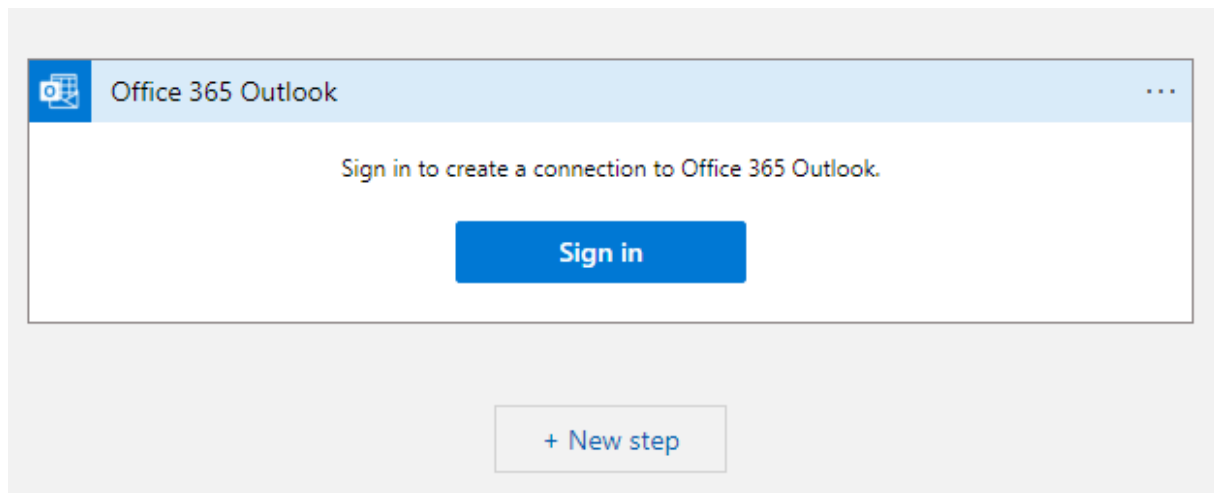 Office 365 Outlook
Sign in to create a connection to Office 365 Outlook.
Sign in
+ New step